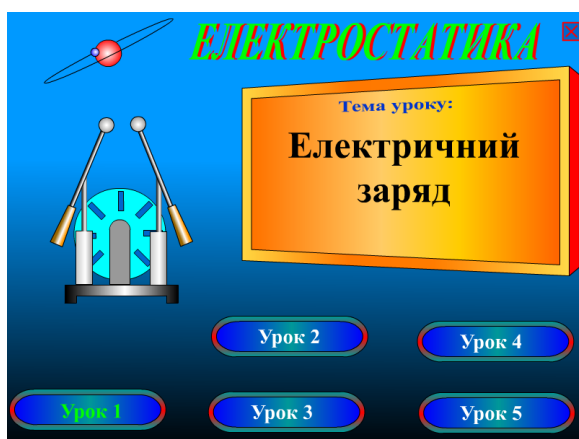 ЕЛЕКТРОСТАТИКА
Тема уроку:
Електричний
заряд
Урок 2
Урок 4
Урок 1
Урок 3
Урок 5